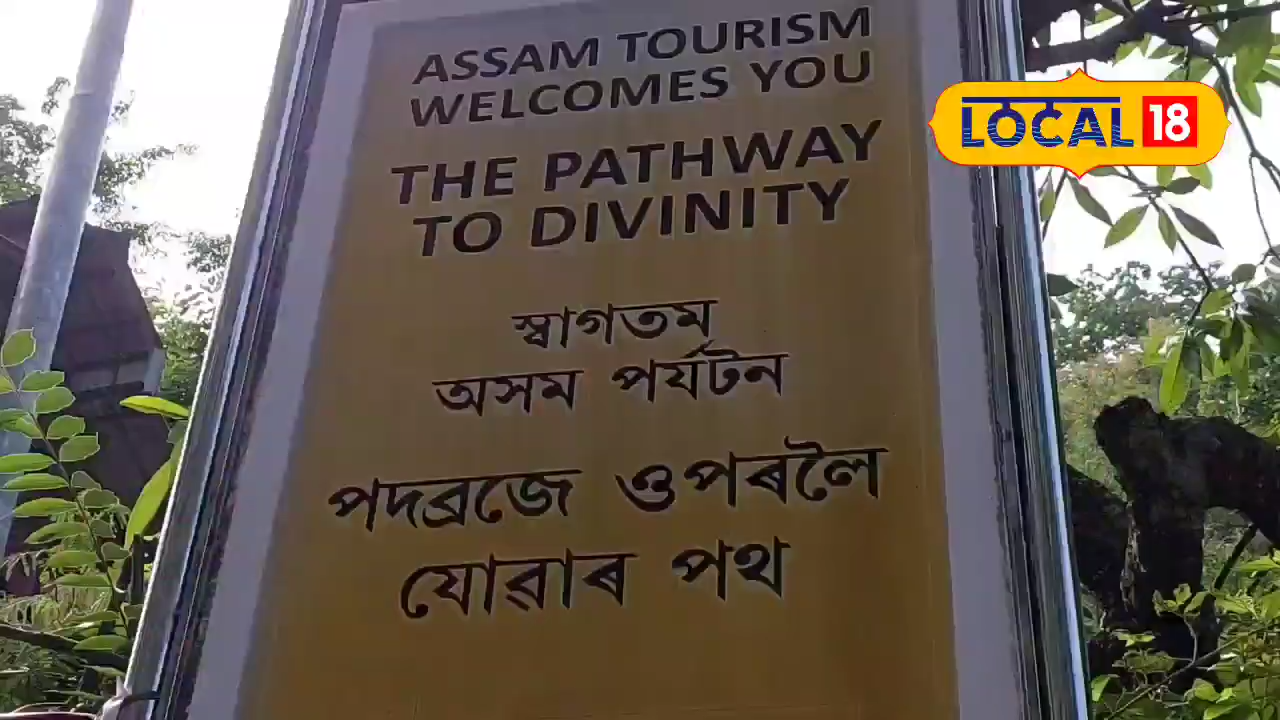 ASSAM TOURISM
WELCOMES YOU
THE PATHWAY
TO DIVINITY
স্বাগতম
অসম পৰ্যটন
পদব্ৰজে ওপৰলৈ
যোৱাৰ পথ
LOCAL 18